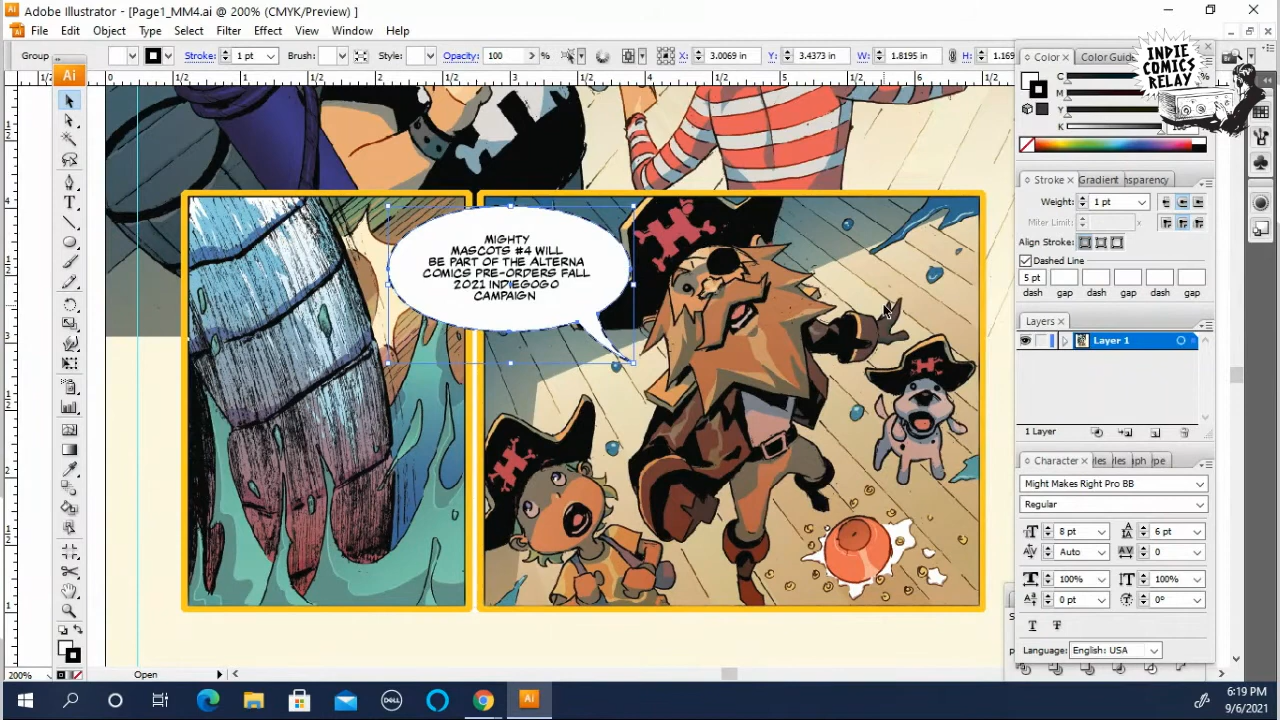 Adobe Illustrator - [Page1_MM4.ai @ 200% (CMYK/Preview) ]
File Edit Object Type Select Filter Effect View Window Help
Group Stroke: 1 pt Brush: Style: Opacity: 100 % X: 3.0069 in Y: 3.4373 in W: 1.8195 in H: 1.169
INDIE
COMICS
RELAY
Color Color Guide
C
M
Y
K %
Stroke Gradient nsparency
Weight: 1 pt
Miter Limit: x
Align Stroke:
Dashed Line
5 pt
dash gap dash gap dash gap
Layers
Layer 1
1 Layer
Character
Might Makes Right Pro BB
Regular
8 pt 6 pt
Auto 0
100% 100%
0 pt 0°
Language: English: USA
MIGHTY
MASCOTS #4 WILL
BE PART OF THE ALTERNA
COMICS PRE-ORDERS FALL
2021 INDIEGOGO
CAMPAIGN
200% Open
DELL
Ai
6:19 PM
9/6/2021